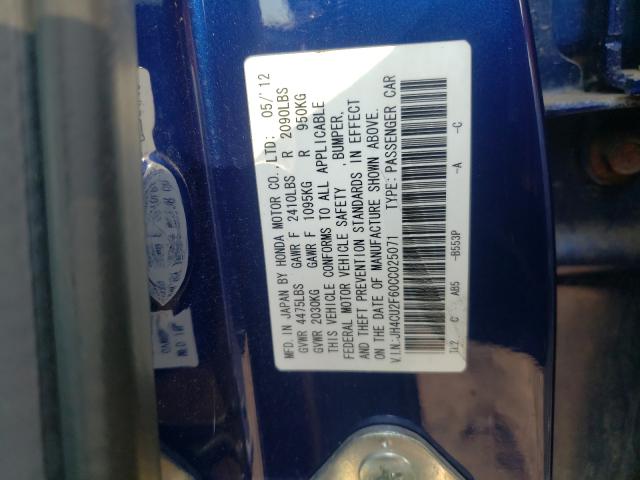 MFD. IN JAPAN BY HONDA MOTOR CO., LTD: 05/'12
GVWR 4475LBS GAWR F 2410LBS R 2090LBS
GVWR 2030KG GAWR F 1095KG R 950KG
THIS VEHICLE CONFORMS TO ALL APPLICABLE
FEDERAL MOTOR VEHICLE SAFETY , BUMPER,
AND THEFT PREVENTION STANDARDS IN EFFECT
ON THE DATE OF MANUFACTURE SHOWN ABOVE.
V.I.N:JH4CU2F60CC025071 TYPE: PASSENGER CAR
C AB5 -B553P -A -C